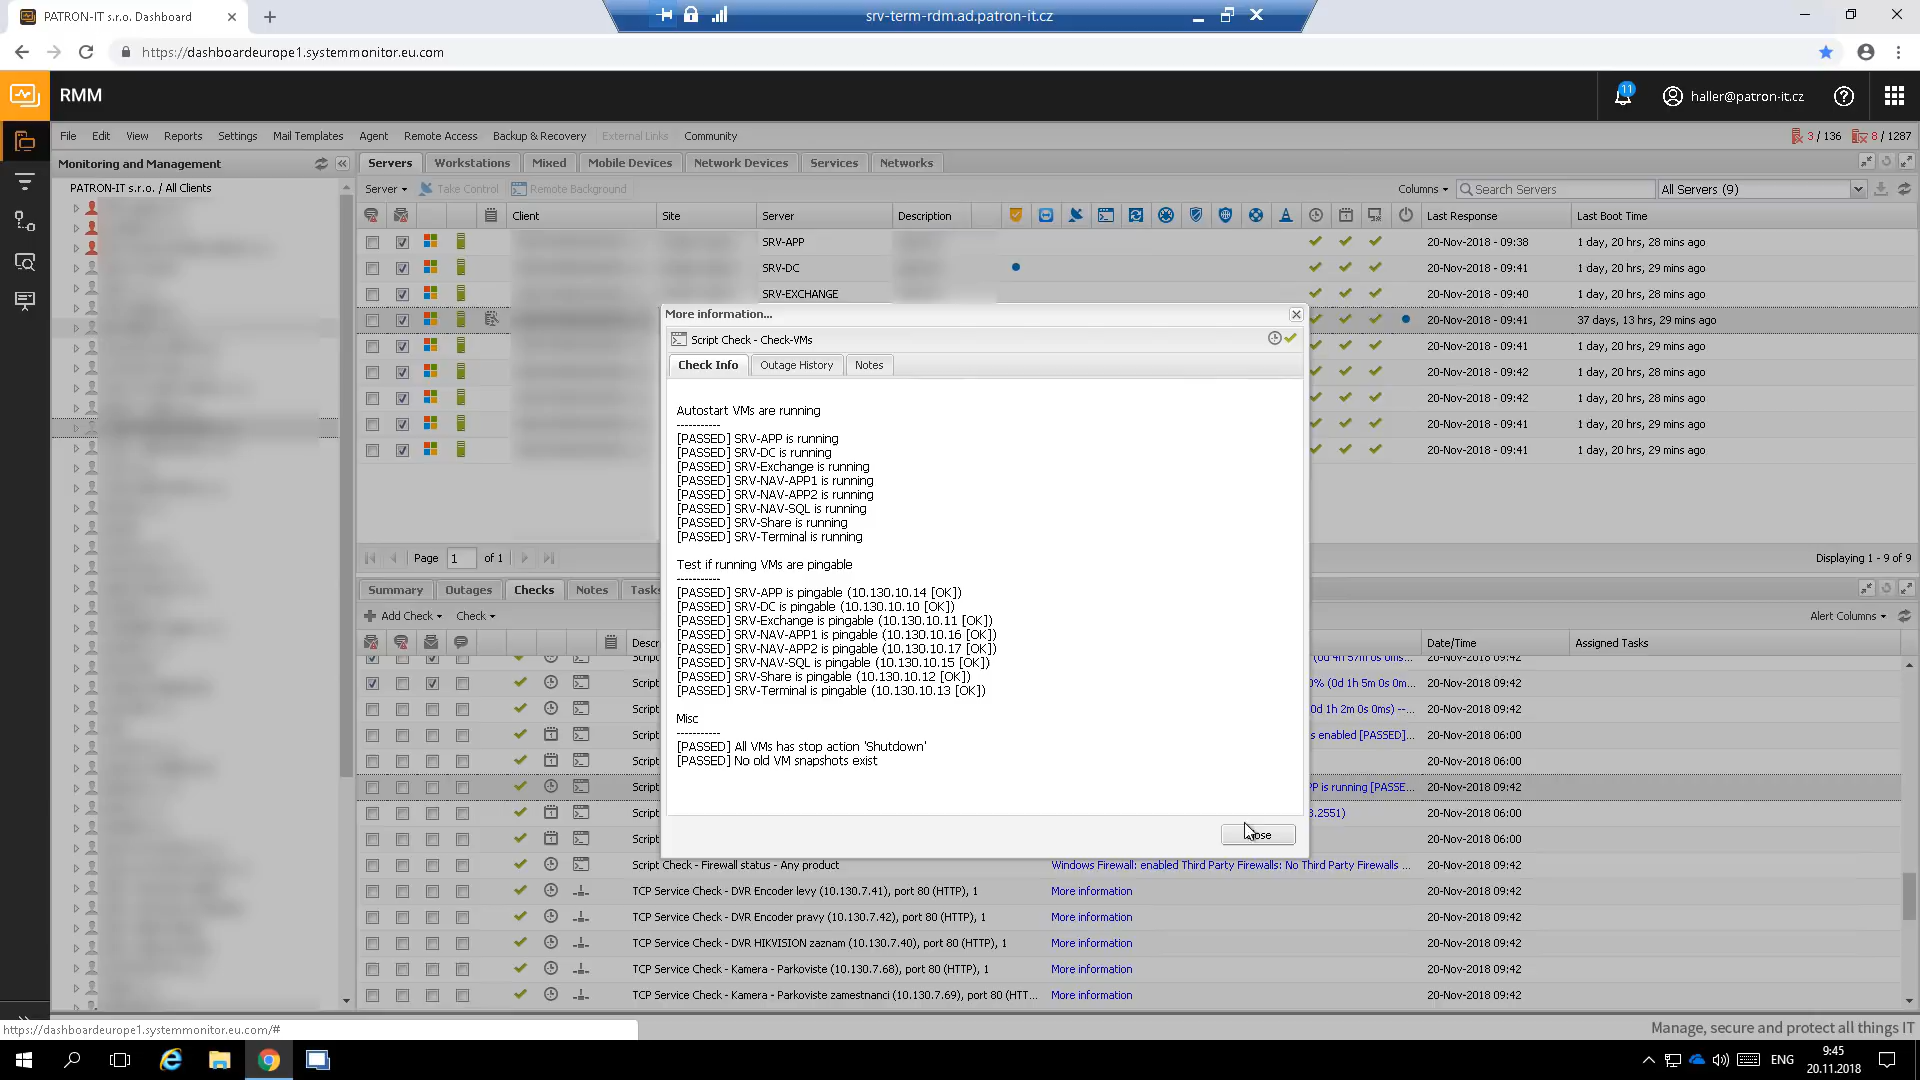 PATRON-IT s.r.o. Dashboard
srv-term-rdm.ad.patron-it.cz
https://dashboardeurope1.systemmonitor.eu.com
RMM
11
haller@patron-it.cz
File Edit View Reports Settings Mail Templates Agent Remote Access Backup & Recovery External Links Community
3 / 136 8 / 1287
Monitoring and Management
PATRON-IT s.r.o. / All Clients
Servers Workstations Mixed Mobile Devices Network Devices Services Networks
Server Take Control Remote Background
Columns Search Servers All Servers (9)
Client Site Server Description Last Response Last Boot Time
SRV-APP 20-Nov-2018 - 09:38 1 day, 20 hrs, 28 mins ago
SRV-DC 20-Nov-2018 - 09:41 1 day, 20 hrs, 28 mins ago
SRV-EXCHANGE 20-Nov-2018 - 09:40 1 day, 20 hrs, 28 mins ago
20-Nov-2018 - 09:41 37 days, 13 hrs, 29 mins ago
20-Nov-2018 - 09:41 1 day, 20 hrs, 29 mins ago
20-Nov-2018 - 09:42 1 day, 20 hrs, 28 mins ago
20-Nov-2018 - 09:42 1 day, 20 hrs, 28 mins ago
20-Nov-2018 - 09:41 1 day, 20 hrs, 29 mins ago
20-Nov-2018 - 09:41 1 day, 20 hrs, 29 mins ago
Page 1 of 1
Displaying 1 - 9 of 9
More information...
Script Check - Check-VMs
Check Info Outage History Notes
Autostart VMs are running
-----------
[PASSED] SRV-APP is running
[PASSED] SRV-DC is running
[PASSED] SRV-Exchange is running
[PASSED] SRV-NAV-APP1 is running
[PASSED] SRV-NAV-APP2 is running
[PASSED] SRV-NAV-SQL is running
[PASSED] SRV-Share is running
[PASSED] SRV-Terminal is running
Test if running VMs are pingable
-----------
[PASSED] SRV-APP is pingable (10.130.10.14 [OK])
[PASSED] SRV-DC is pingable (10.130.10.10 [OK])
[PASSED] SRV-Exchange is pingable (10.130.10.11 [OK])
[PASSED] SRV-NAV-APP1 is pingable (10.130.10.16 [OK])
[PASSED] SRV-NAV-APP2 is pingable (10.130.10.17 [OK])
[PASSED] SRV-NAV-SQL is pingable (10.130.10.15 [OK])
[PASSED] SRV-Share is pingable (10.130.10.12 [OK])
[PASSED] SRV-Terminal is pingable (10.130.10.13 [OK])
Misc
-----------
[PASSED] All VMs has stop action 'Shutdown'
[PASSED] No old VM snapshots exist
Summary Outages Checks Notes Tasks
Add Check Check
Alert Columns
Descr Date/Time Assigned Tasks
Script
Script 0% (0d 1h 5m 0s 0m... 20-Nov-2018 09:42
Script 0d 1h 2m 0s 0ms) --... 20-Nov-2018 09:42
Script s enabled [PASSED]... 20-Nov-2018 06:00
Script 20-Nov-2018 06:00
Script PP is running [PASSE... 20-Nov-2018 09:42
Script 3.2551) 20-Nov-2018 06:00
Script 20-Nov-2018 06:00
Script Check - Firewall status - Any product Windows Firewall: enabled Third Party Firewalls: No Third Party Firewalls ... 20-Nov-2018 09:42
TCP Service Check - DVR Encoder levy (10.130.7.41), port 80 (HTTP), 1 More information 20-Nov-2018 09:42
TCP Service Check - DVR Encoder pravy (10.130.7.42), port 80 (HTTP), 1 More information 20-Nov-2018 09:42
TCP Service Check - DVR HIKVISION zaznam (10.130.7.40), port 80 (HTTP), 1 More information 20-Nov-2018 09:42
TCP Service Check - Kamera - Parkoviste (10.130.7.68), port 80 (HTTP), 1 More information 20-Nov-2018 09:42
TCP Service Check - Kamera - Parkoviste zamestnanci (10.130.7.69), port 80 (HTT... More information 20-Nov-2018 09:42
https://dashboardeurope1.systemmonitor.eu.com/#
Manage, secure and protect all things IT
ENG
9:45
20.11.2018